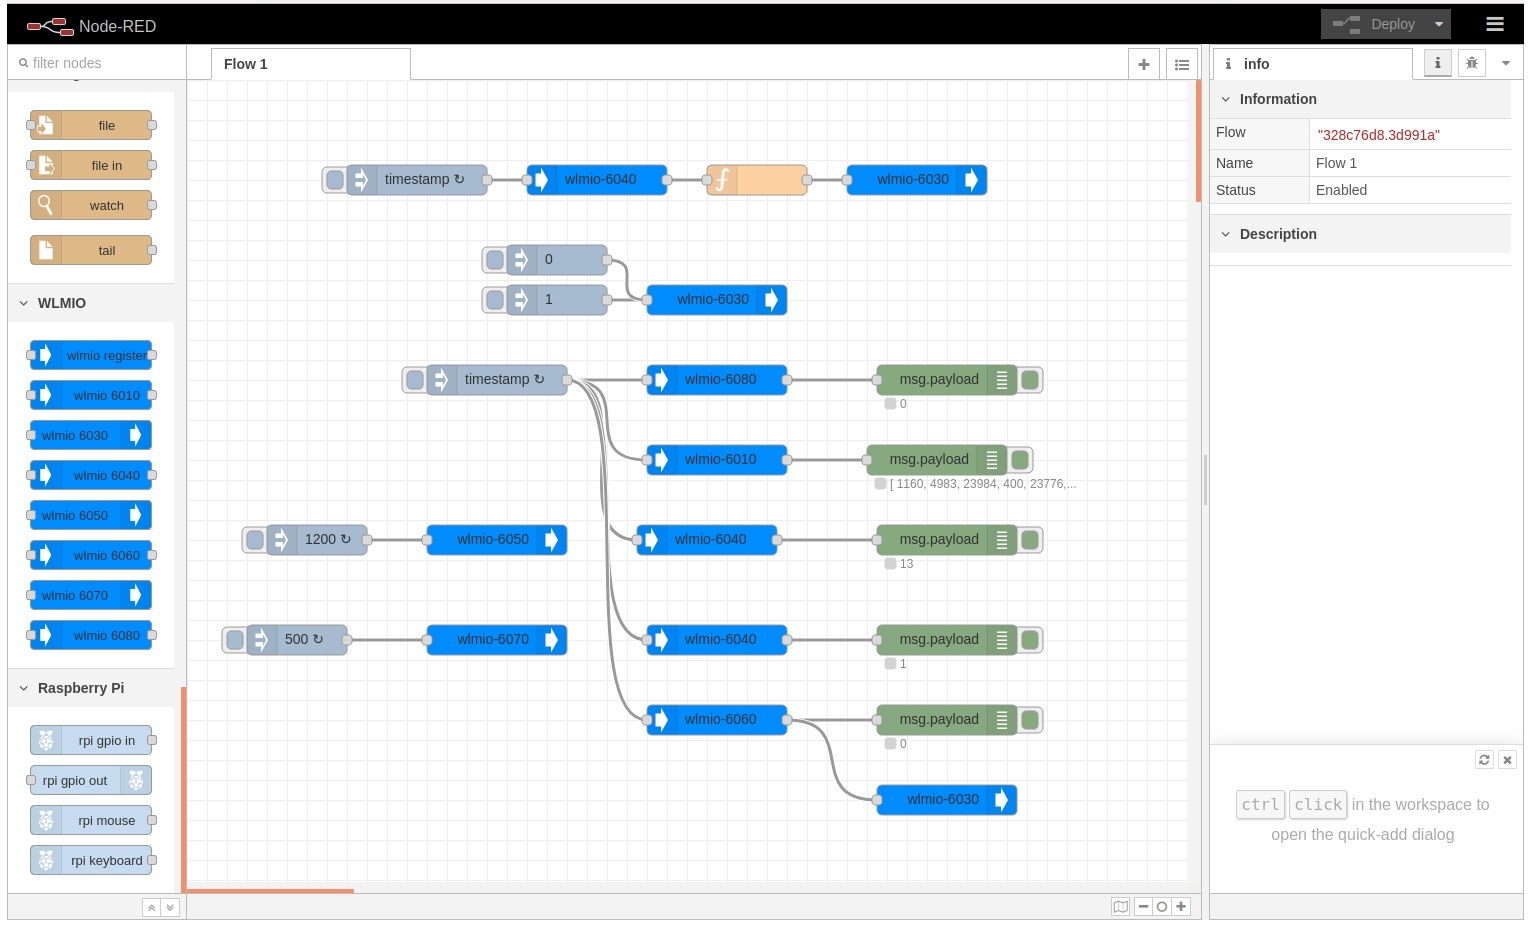 Node-RED
Deploy
filter nodes
Flow 1
info
file
file in
watch
tail
WLMIO
wlmio register
wlmio 6010
wlmio 6030
wlmio 6040
wlmio 6050
wlmio 6060
wlmio 6070
wlmio 6080
Raspberry Pi
rpi gpio in
rpi gpio out
rpi mouse
rpi keyboard
timestamp ↻
wlmio-6040
wlmio-6030
0
1
wlmio-6030
timestamp ↻
wlmio-6080
msg.payload
0
wlmio-6010
msg.payload
[ 1160, 4983, 23984, 400, 23776,...
1200 ↻
wlmio-6050
wlmio-6040
msg.payload
13
500 ↻
wlmio-6070
wlmio-6040
msg.payload
1
wlmio-6060
msg.payload
0
wlmio-6030
Information
Flow "328c76d8.3d991a"
Name Flow 1
Status Enabled
Description
ctrl click in the workspace to
open the quick-add dialog